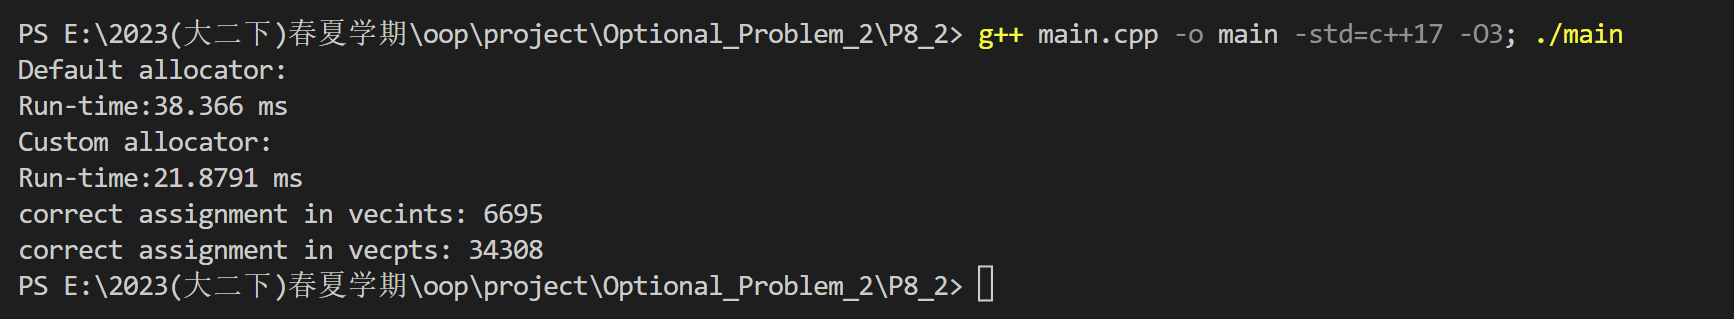 PS E:\2023(大二下)春夏学期\oop\project\Optional_Problem_2\P8_2> g++ main.cpp -o main -std=c++17 -O3; ./main
Default allocator:
Run-time:38.366 ms
Custom allocator:
Run-time:21.8791 ms
correct assignment in vecints: 6695
correct assignment in vecpts: 34308
PS E:\2023(大二下)春夏学期\oop\project\Optional_Problem_2\P8_2>